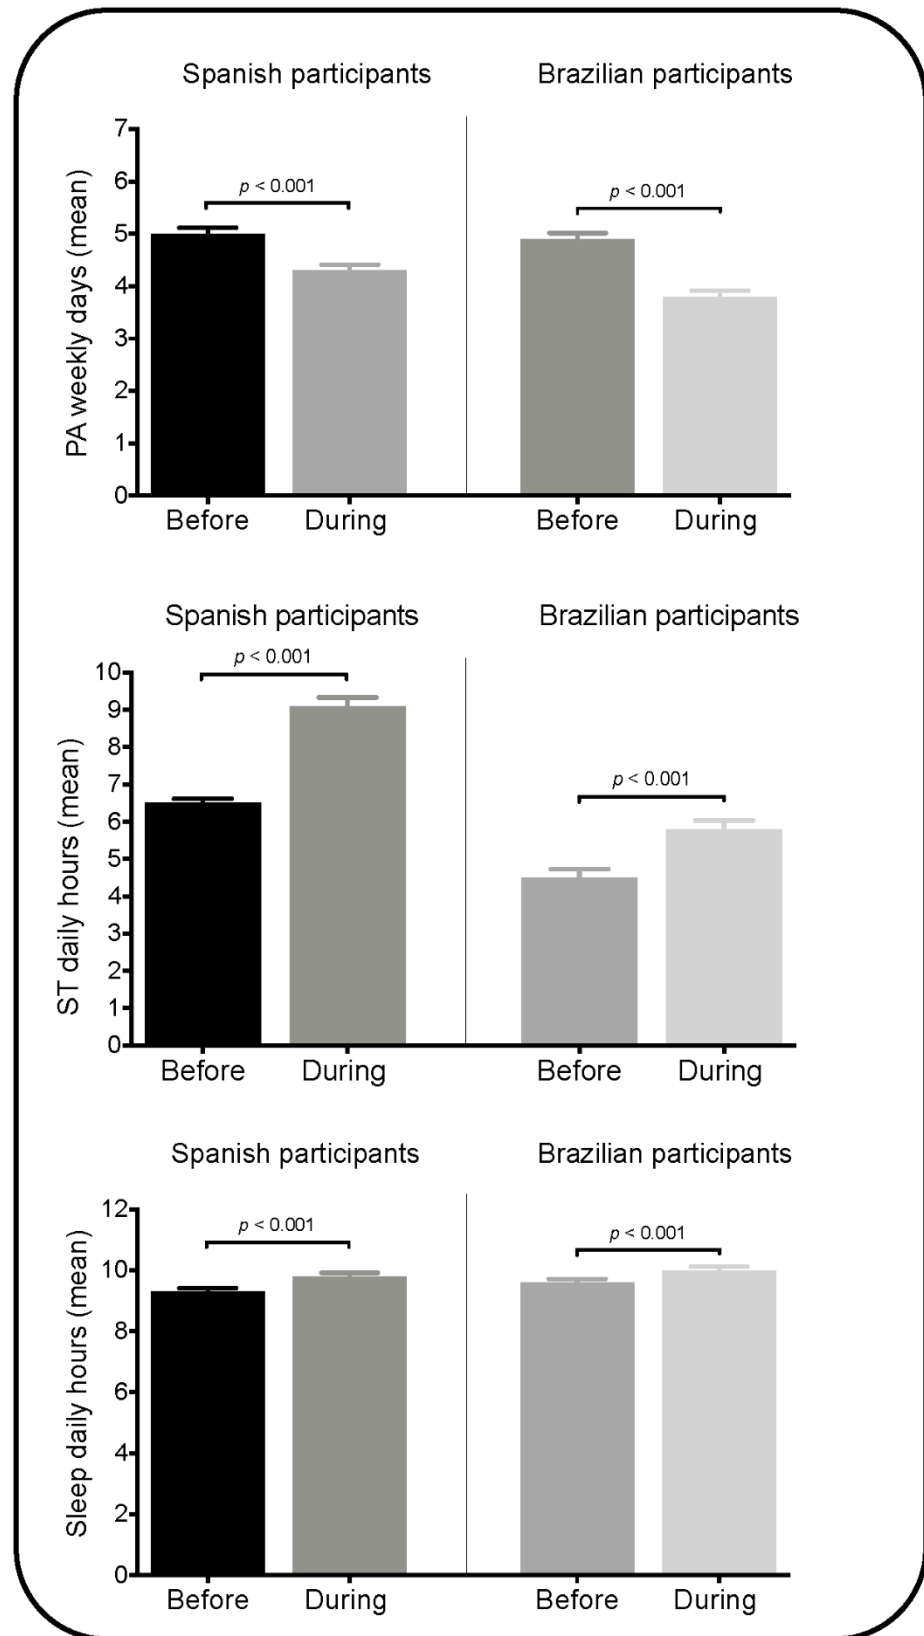 Spanish participants
Brazilian participants
PA weekly days (mean)
7
6
5
4
3
2
1
0
p < 0.001
p < 0.001
Before
During
Before
During
Spanish participants
Brazilian participants
ST daily hours (mean)
10
9
8
7
6
5
4
3
2
1
0
p < 0.001
p < 0.001
Before
During
Before
During
Spanish participants
Brazilian participants
Sleep daily hours (mean)
12
10
8
6
4
2
0
p < 0.001
p < 0.001
Before
During
Before
During